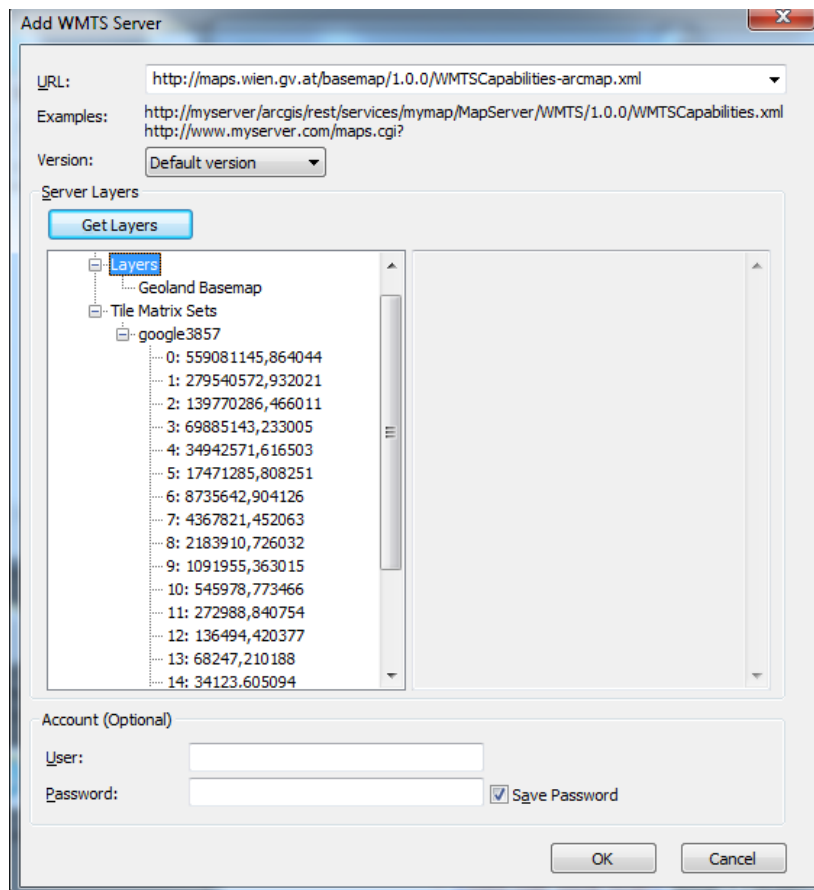 Add WMTS Server
URL: http://maps.wien.gv.at/basemap/1.0.0/WMTSCapabilities-arcmap.xml
Examples: http://myserver/arcgis/rest/services/mymap/MapServer/WMTS/1.0.0/WMTSCapabilities.xml
http://www.myserver.com/maps.cgi?
Version: Default version
Server Layers
Get Layers
Layers
Geoland Basemap
Tile Matrix Sets
google3857
0: 559081145,864044
1: 279540572,932021
2: 139770286,466011
3: 69885143,233005
4: 34942571,616503
5: 17471285,808251
6: 8735642,904126
7: 4367821,452063
8: 2183910,726032
9: 1091955,363015
10: 545978,773466
11: 272988,840754
12: 136494,420377
13: 68247,210188
14: 34123,605094
Account (Optional)
User:
Password: Save Password
OK Cancel